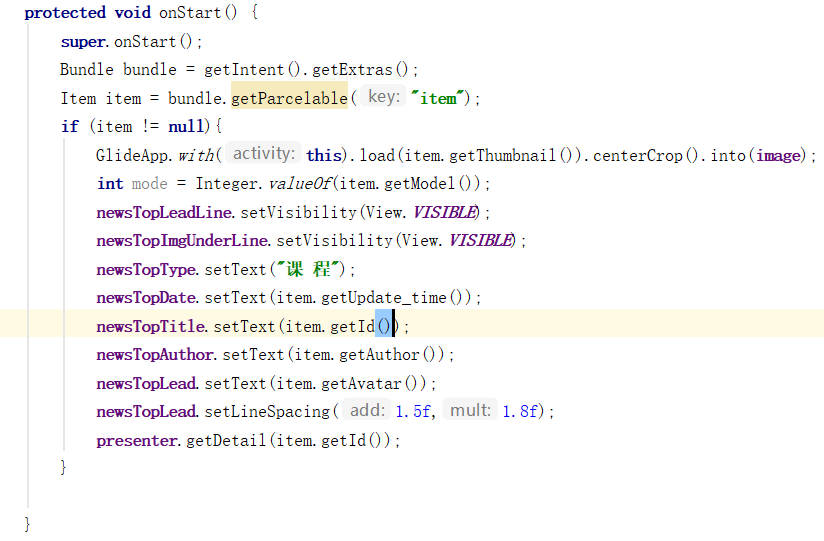 protected void onStart() {
super.onStart();
Bundle bundle = getIntent().getExtras();
Item item = bundle.getParcelable( key: "item");
if (item != null){
GlideApp.with( activity: this).load(item.getThumbnail()).centerCrop().into(image);
int mode = Integer.valueOf(item.getModel());
newsTopLeadLine.setVisibility(View.VISIBLE);
newsTopImgUnderLine.setVisibility(View.VISIBLE);
newsTopType.setText("课 程");
newsTopDate.setText(item.getUpdate_time());
newsTopTitle.setText(item.getId());
newsTopAuthor.setText(item.getAuthor());
newsTopLead.setText(item.getAvatar());
newsTopLead.setLineSpacing( add: 1.5f, mult: 1.8f);
presenter.getDetail(item.getId());
}
}